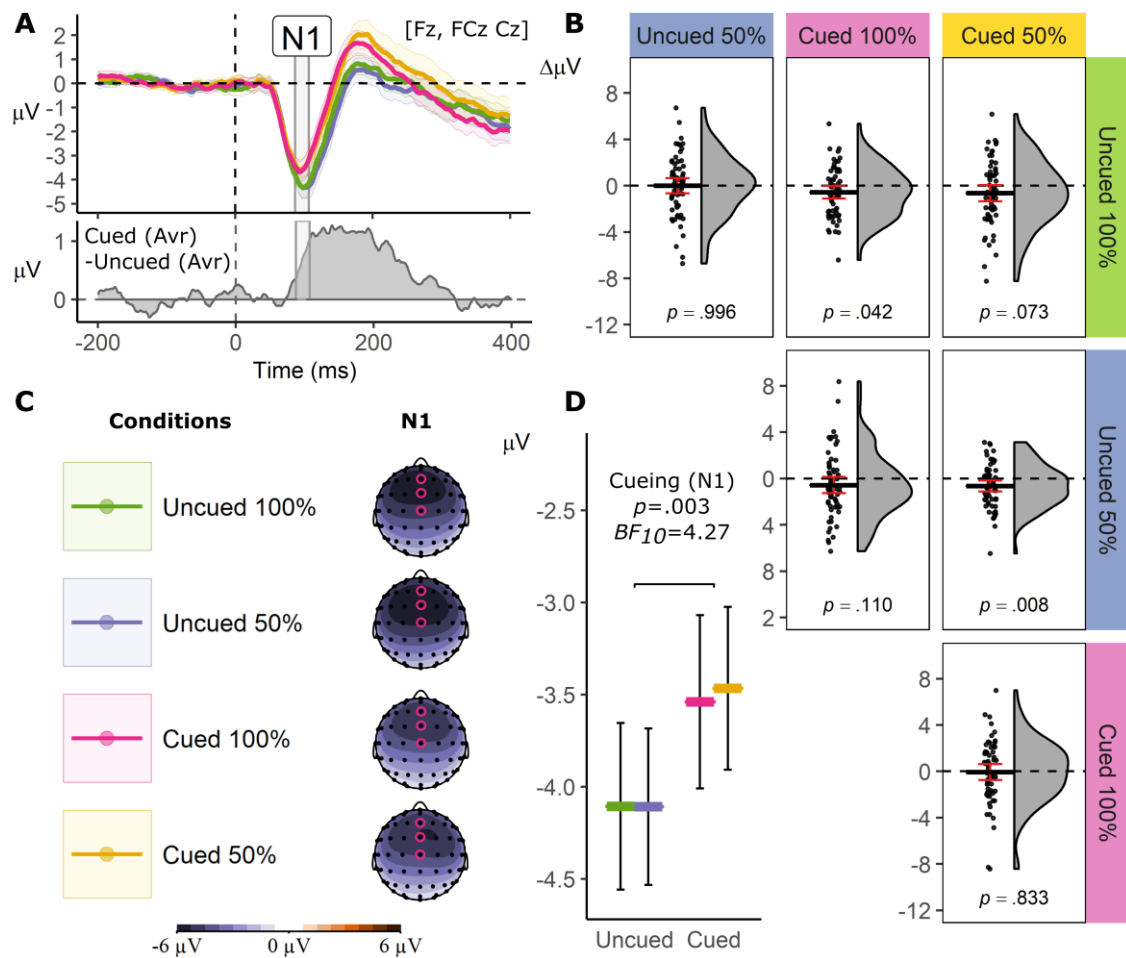 A
[Fz, FCz Cz]
N1
2
1
0
μV
-1
-2
-3
-4
-5
Cued (Avr)
-Uncued (Avr)
1
μV
0
-200
0
200
400
Time (ms)
B
Uncued 50%
Cued 100%
Cued 50%
ΔμV
8
4
0
-4
-8
-12
p = .996
p = .042
p = .073
Uncued 100%
8
4
0
4
8
2
p = .110
p = .008
Uncued 50%
8
4
0
-4
-8
-12
p = .833
Cued 100%
C
Conditions
N1
Uncued 100%
Uncued 50%
Cued 100%
Cued 50%
-6 μV
0 μV
6 μV
D
μV
Cueing (N1)
p=.003
BF10=4.27
-2.5
-3.0
-3.5
-4.0
-4.5
Uncued
Cued